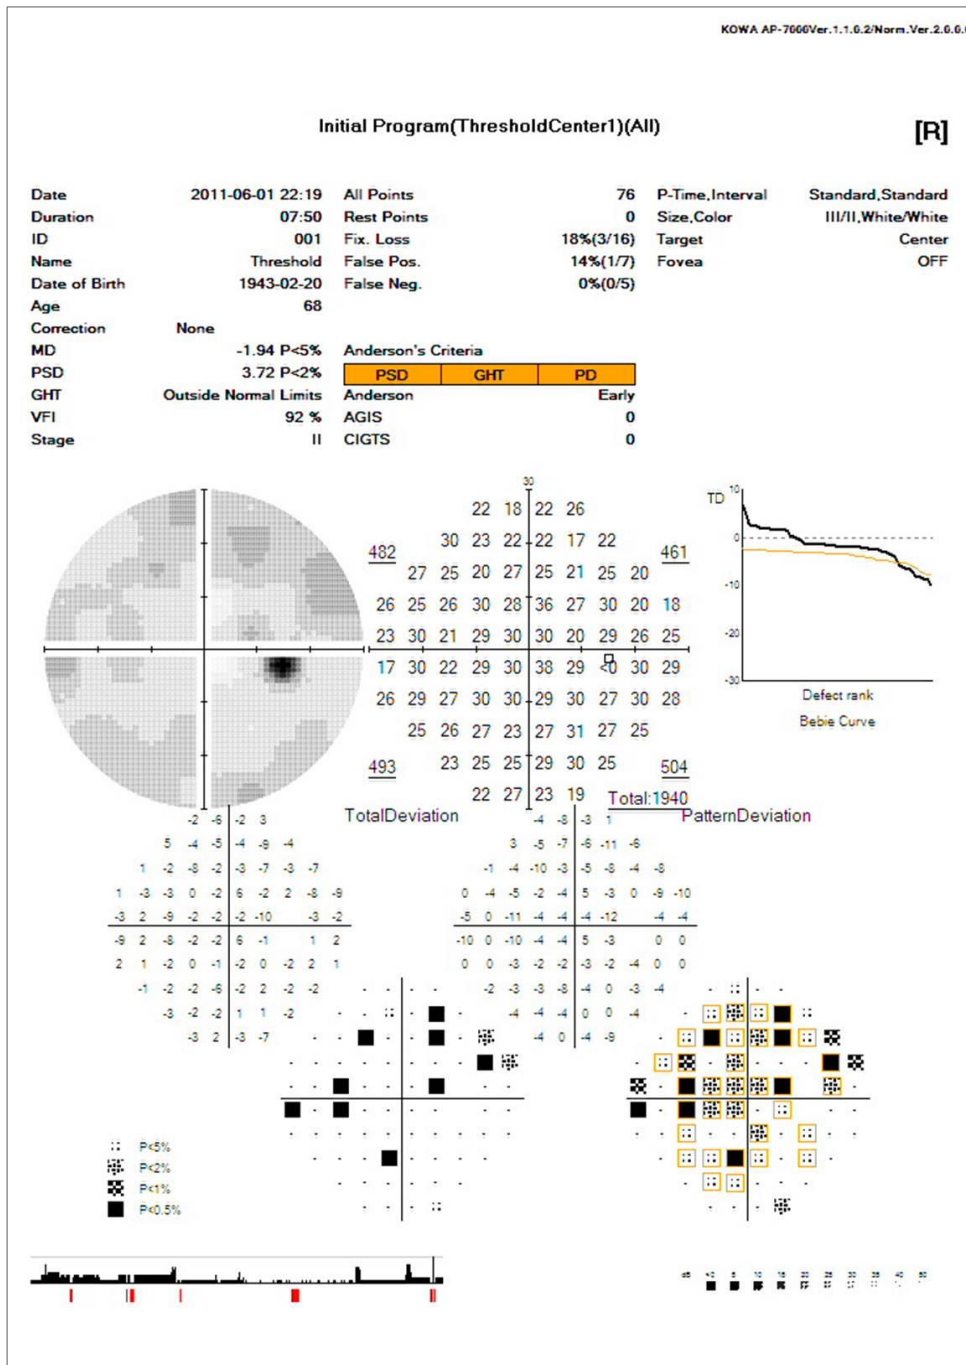 KOWA AP-7000Ver.1.1.0.2/Norm.Ver.2.0.0.
Initial Program(ThresholdCenter1)(All) [R]
Date 2011-06-01 22:19 All Points 76 P-Time,Interval Standard,Standard
Duration 07:50 Rest Points 0 Size,Color III/II,White/White
ID 001 Fix. Loss 18%(3/16) Target Center
Name Threshold False Pos. 14%(1/7) Fovea OFF
Date of Birth 1943-02-20 False Neg. 0%(0/5)
Age 68
Correction None
MD -1.94 P<5% Anderson's Criteria
PSD 3.72 P<2% PSD GHT PD
GHT Outside Normal Limits Anderson Early
VFI 92 % AGIS 0
Stage II CIGTS 0
30
22 18 22 26
30 23 22 22 17 22
482 461
27 25 20 27 25 21 25 20
26 25 26 30 28 36 27 30 20 18
23 30 21 29 30 30 20 29 26 25
17 30 22 29 30 38 29 <0 30 29
26 29 27 30 30 29 30 27 30 28
25 26 27 23 27 31 27 25
493 23 25 25 29 30 25 504
22 27 23 19 Total:1940
TD 10
0
-10
-20
-30
Defect rank
Bebie Curve
TotalDeviation
-2 -6 -2 3
5 -4 -5 -4 -9 -4
1 -2 -8 -2 -3 -7 -3 -7
1 -3 -3 0 -2 6 -2 2 -8 -9
-3 2 -9 -2 -2 -2 -10 -3 -2
-9 2 -8 -2 -2 6 -1 1 2
2 1 -2 0 -1 -2 0 -2 2 1
-1 -2 -2 -6 -2 2 -2 -2
-3 -2 -2 1 1 -2
-3 2 -3 -7
PatternDeviation
-4 -8 -3 1
3 -5 -7 -6 -11 -6
-1 -4 -10 -3 -5 -8 -4 -8
0 -4 -5 -2 -4 5 -3 0 -9 -10
-5 0 -11 -4 -4 -4 -12 -4 -4
-10 0 -10 -4 -4 5 -3 0 0
0 0 -3 -2 -2 -3 -2 -4 0 0
-2 -3 -3 -8 -4 0 -3 -4
-4 -4 -4 0 0 -4
-4 0 -4 -9
P<5%
P<2%
P<1%
P<0.5%